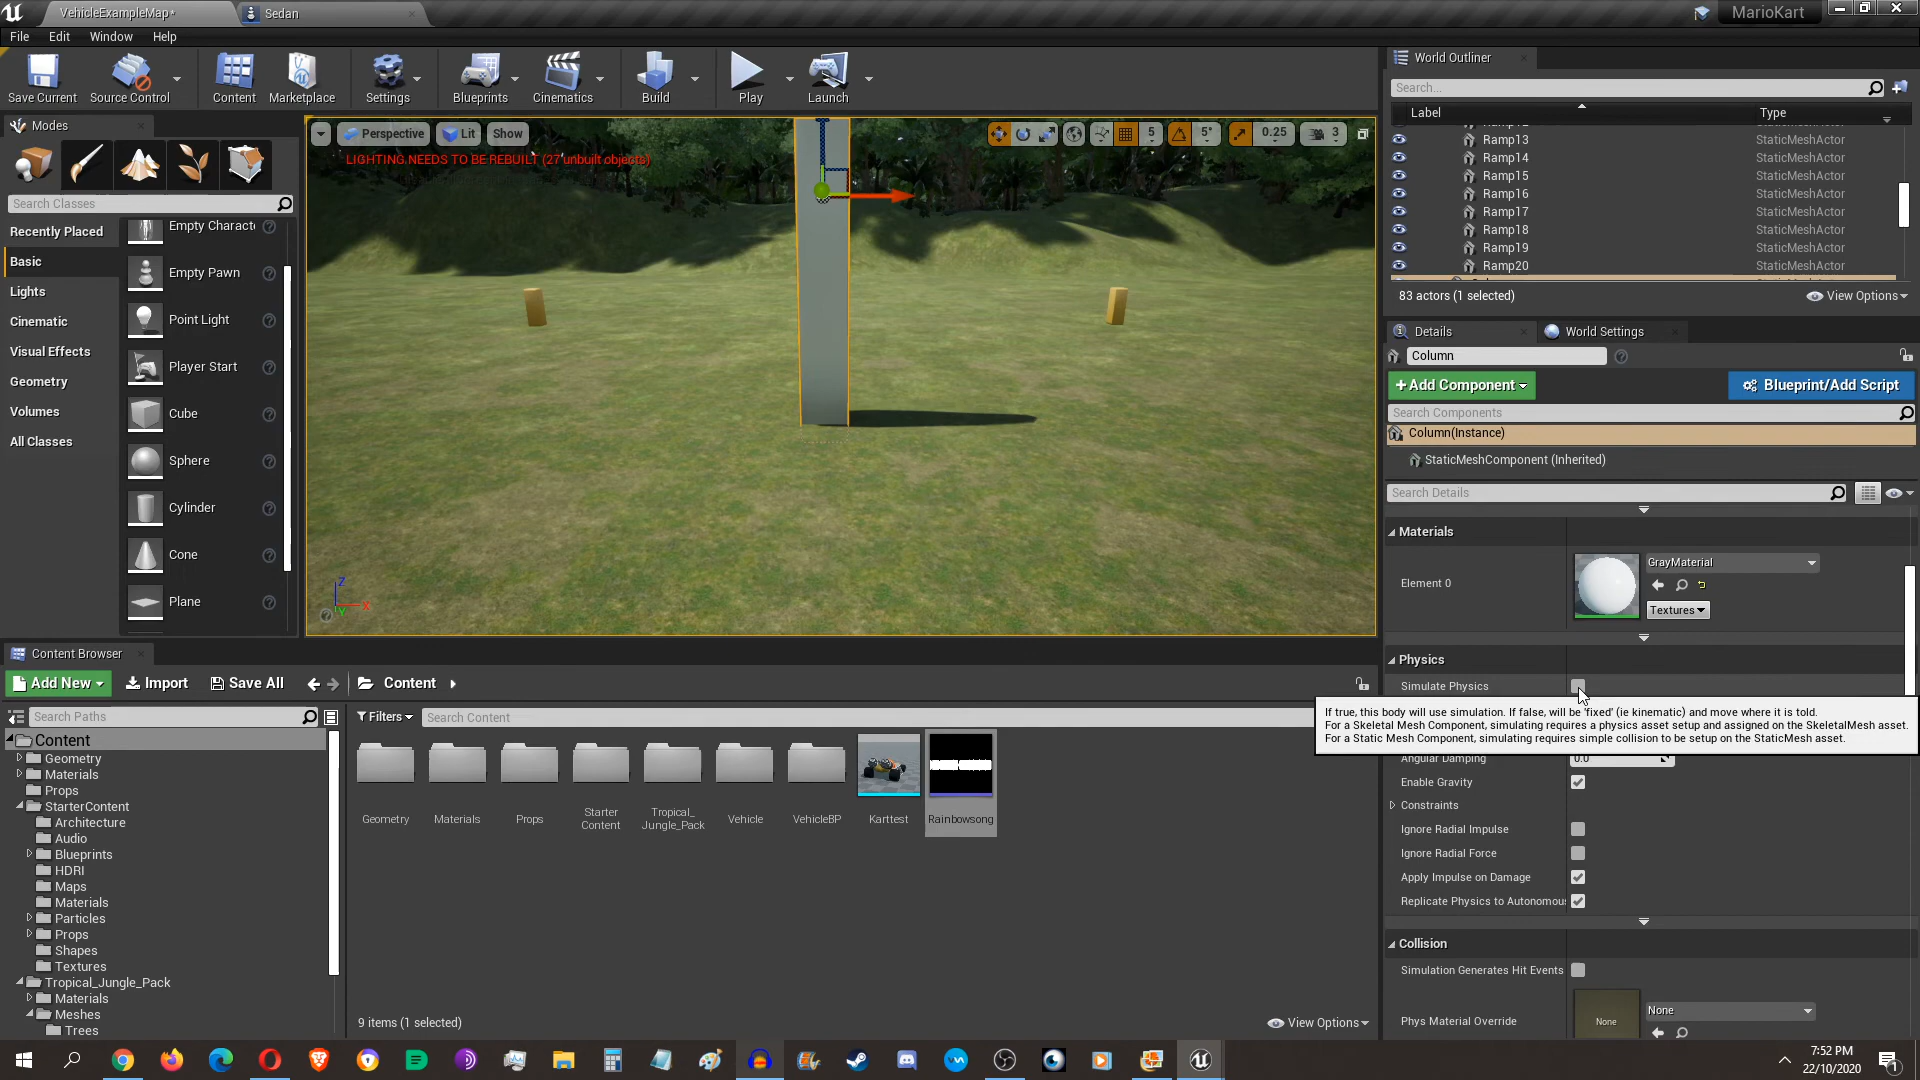 VehicleExampleMap*
Sedan
MarioKart
File
Edit
Window
Help
Save Current
Source Control
Content
Marketplace
Settings
Blueprints
Cinematics
Build
Play
Launch
Modes
Search Classes
Recently Placed
Basic
Lights
Cinematic
Visual Effects
Geometry
Volumes
All Classes
Empty Charact
Empty Pawn
Point Light
Player Start
Cube
Sphere
Cylinder
Cone
Plane
Perspective
Lit
Show
5
5°
0.25
3
LIGHTING NEEDS TO BE REBUILT (27 unbuilt objects)
Z
X
Y
World Outliner
Search...
Label
Type
Ramp13
StaticMeshActor
Ramp14
StaticMeshActor
Ramp15
StaticMeshActor
Ramp16
StaticMeshActor
Ramp17
StaticMeshActor
Ramp18
StaticMeshActor
Ramp19
StaticMeshActor
Ramp20
StaticMeshActor
83 actors (1 selected)
View Options
Details
World Settings
Column
+Add Component
Blueprint/Add Script
Search Components
Column(Instance)
StaticMeshComponent (Inherited)
Search Details
Materials
Element 0
GrayMaterial
Textures
Physics
Simulate Physics
If true, this body will use simulation. If false, will be 'fixed' (ie kinematic) and move where it is told.
For a Skeletal Mesh Component, simulating requires a physics asset setup and assigned on the SkeletalMesh asset.
For a Static Mesh Component, simulating requires simple collision to be setup on the StaticMesh asset.
Angular Damping
0.0
Enable Gravity
Constraints
Ignore Radial Impulse
Ignore Radial Force
Apply Impulse on Damage
Replicate Physics to Autonomou
Collision
Simulation Generates Hit Events
Phys Material Override
None
None
Content Browser
Add New
Import
Save All
Content
Search Paths
Filters
Search Content
Content
Geometry
Materials
Props
StarterContent
Architecture
Audio
Blueprints
HDRI
Maps
Materials
Particles
Props
Shapes
Textures
Tropical_Jungle_Pack
Materials
Meshes
Trees
Geometry
Materials
Props
Starter
Content
Tropical_
Jungle_Pack
Vehicle
VehicleBP
Karttest
Rainbowsong
9 items (1 selected)
View Options
7:52 PM
22/10/2020
1